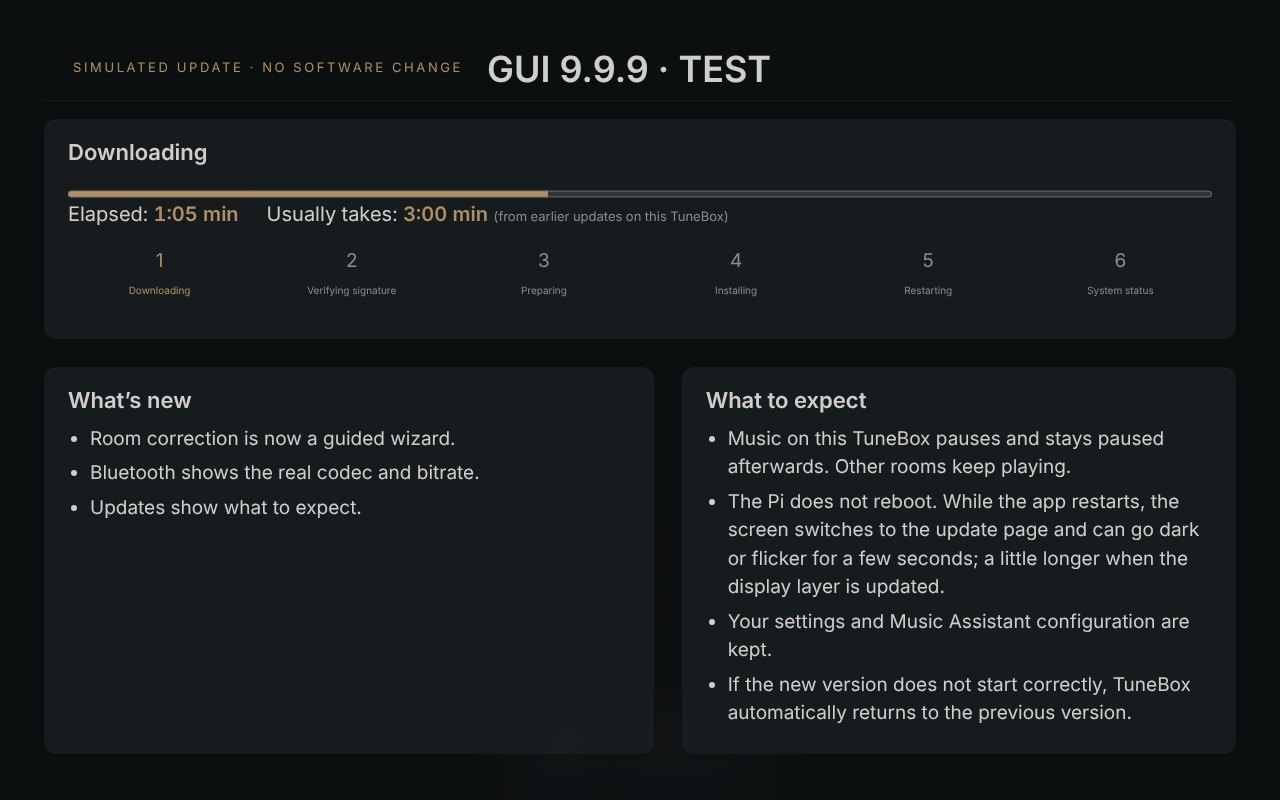 SIMULATED UPDATE · NO SOFTWARE CHANGE
GUI 9.9.9 · TEST
Downloading
Elapsed: 1:05 min Usually takes: 3:00 min (from earlier updates on this TuneBox)
1 2 3 4 5 6
Downloading Verifying signature Preparing Installing Restarting System status
What’s new
• Room correction is now a guided wizard.
• Bluetooth shows the real codec and bitrate.
• Updates show what to expect.
What to expect
• Music on this TuneBox pauses and stays paused
afterwards. Other rooms keep playing.
• The Pi does not reboot. While the app restarts, the
screen switches to the update page and can go dark
or flicker for a few seconds; a little longer when the
display layer is updated.
• Your settings and Music Assistant configuration are
kept.
• If the new version does not start correctly, TuneBox
automatically returns to the previous version.